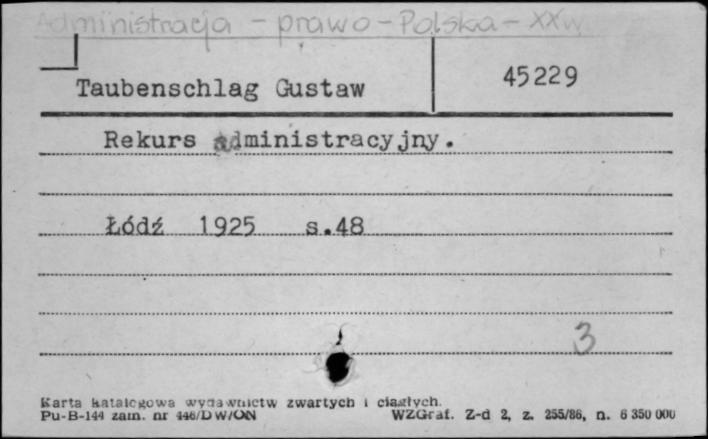 Administracja - prawo - Polska - XXw
Taubenschlag Gustaw 45229
Rekurs administracyjny.
Łódź 1925 s.48
3
Karta katalogowa wydawnictw zwartych i ciągłych.
Pu-B-144 zam. nr 446/DW/ON WZGraf. Z-d 2, z. 255/86, n. 6 350 000